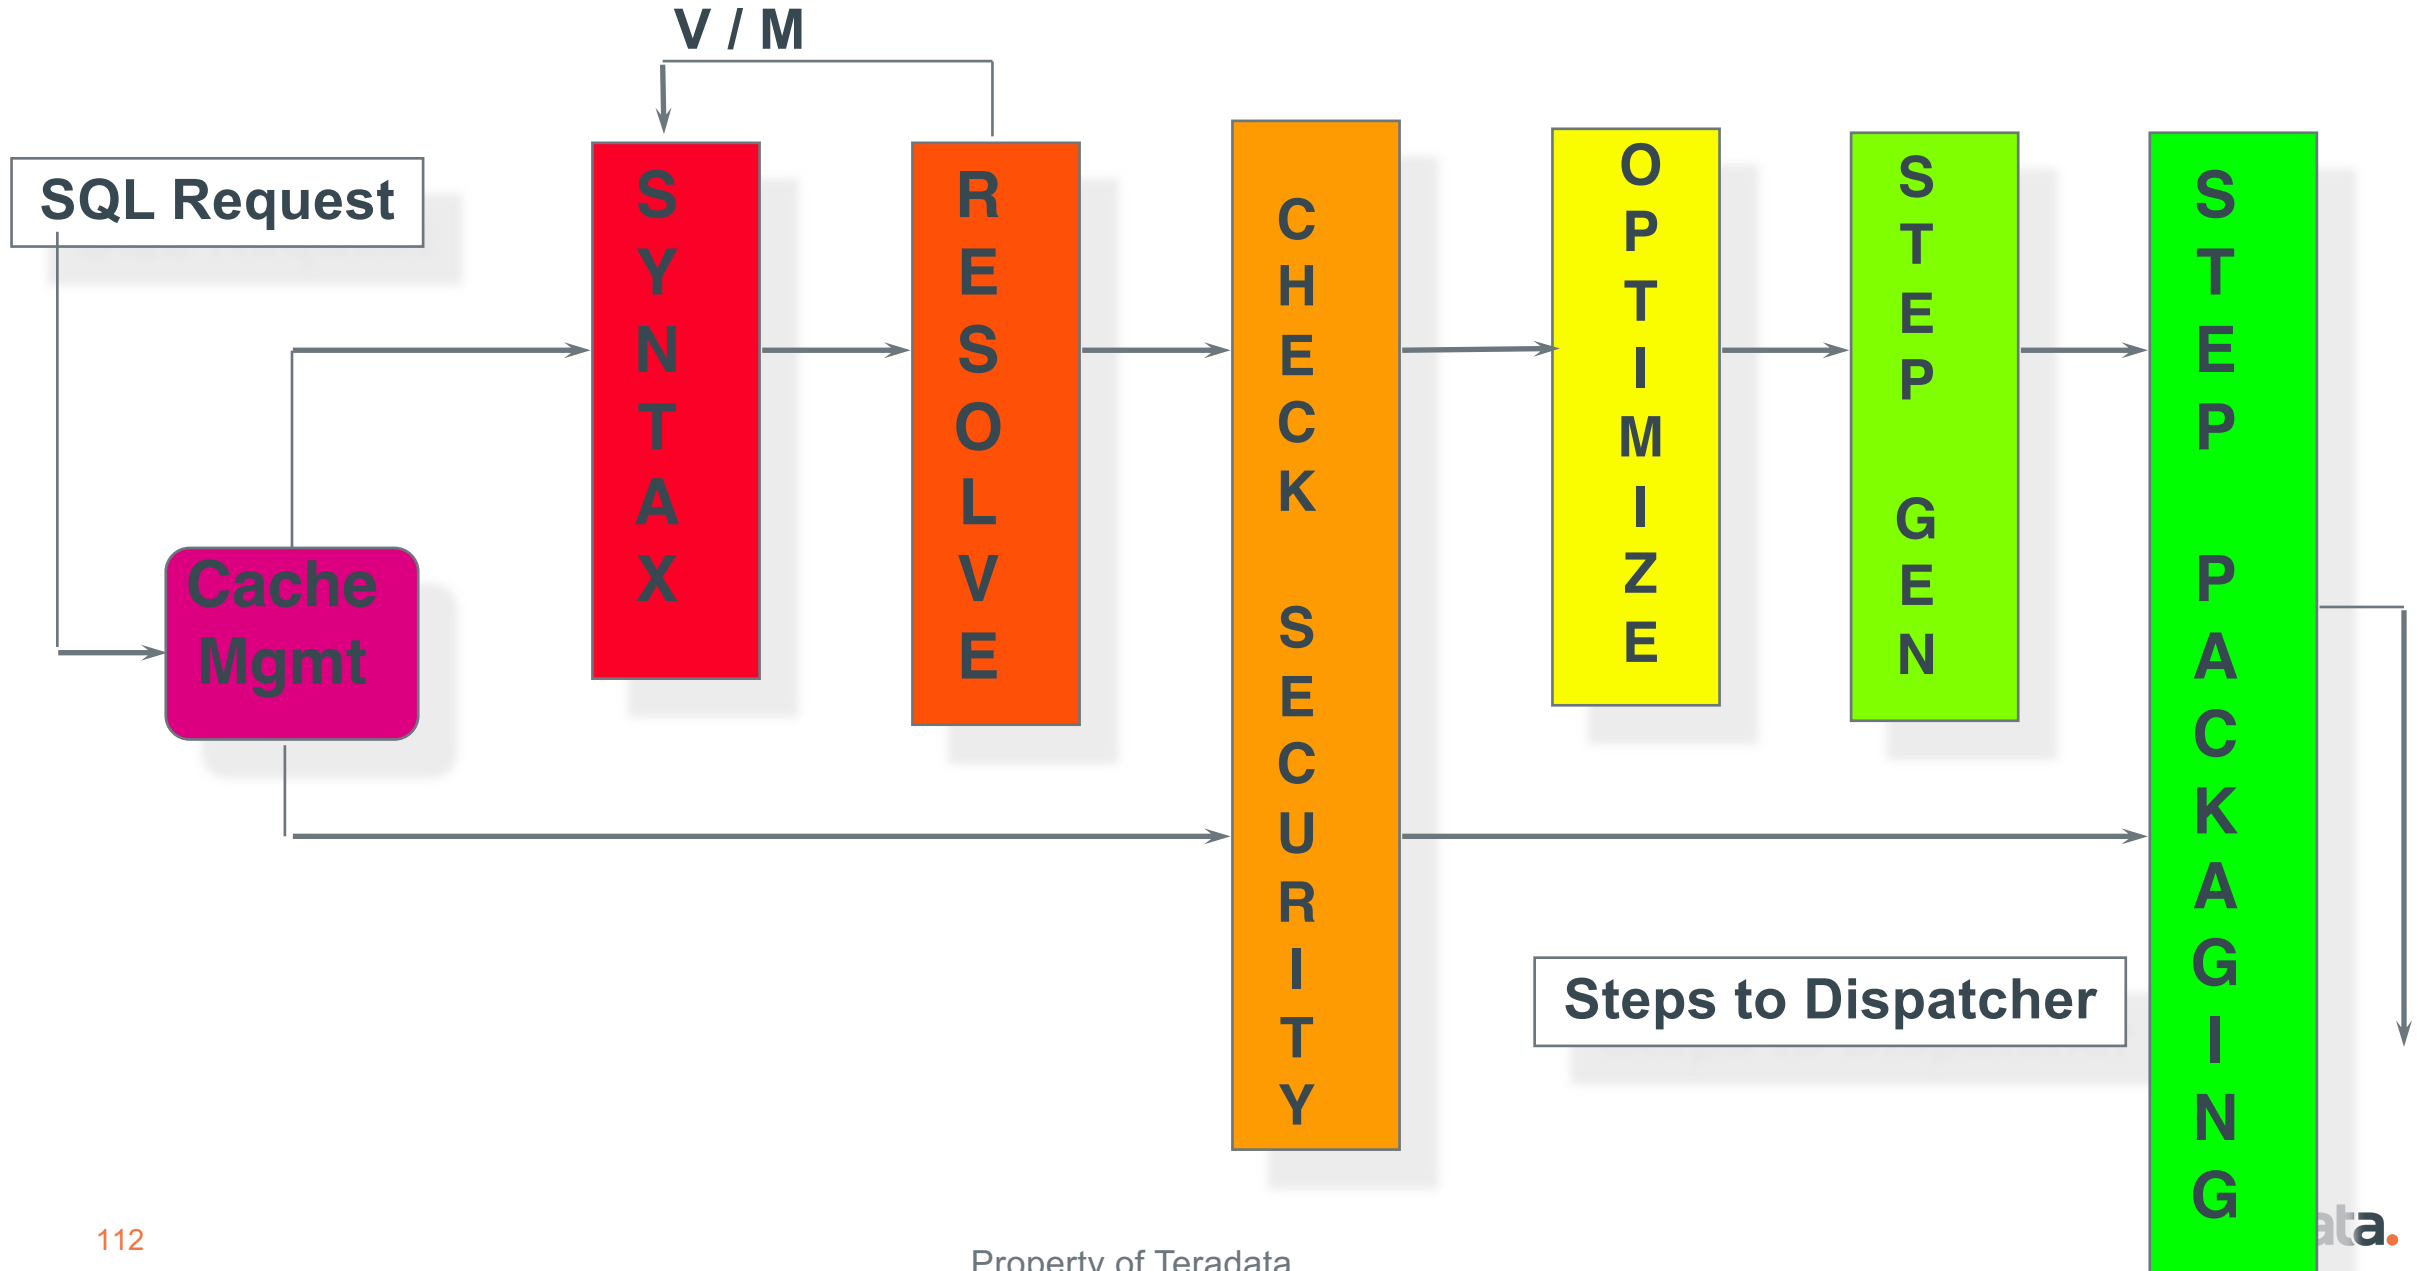 V / M
SQL Request
Cache
Mgmt
SYNTAX
RESOLVE
CHECK SECURITY
OPTIMIZE
STEP GEN
STEP PACKAGING
Steps to Dispatcher
112
Property of Teradata
ata.